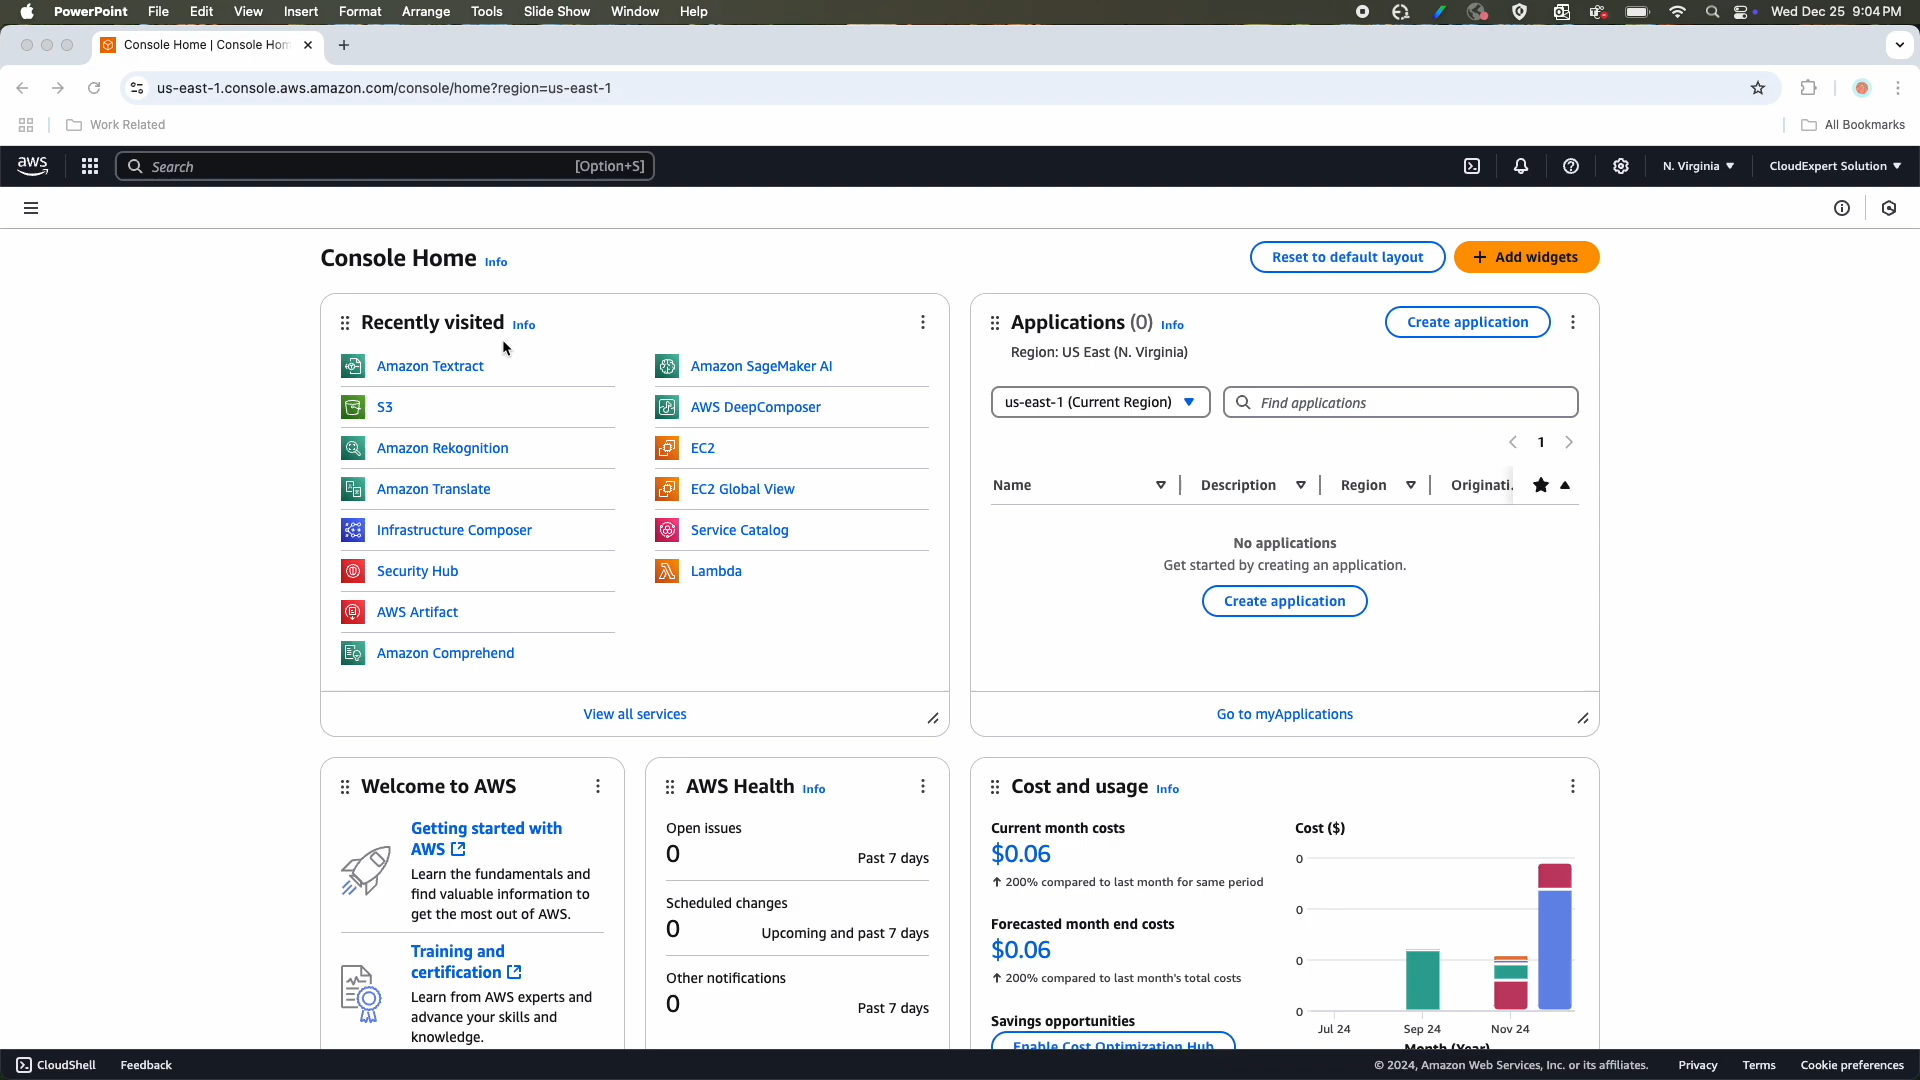 PowerPoint File Edit View Insert Format Arrange Tools Slide Show Window Help Wed Dec 25 9:04 PM
Console Home | Console Hom
us-east-1.console.aws.amazon.com/console/home?region=us-east-1
Work Related All Bookmarks
aws Search [Option+S] N. Virginia CloudExpert Solution
Console Home Info Reset to default layout Add widgets
Recently visited Info
Amazon Textract
S3
Amazon Rekognition
Amazon Translate
Infrastructure Composer
Security Hub
AWS Artifact
Amazon Comprehend
Amazon SageMaker AI
AWS DeepComposer
EC2
EC2 Global View
Service Catalog
Lambda
View all services
Applications (0) Info Create application
Region: US East (N. Virginia)
us-east-1 (Current Region) Find applications
1
Name Description Region Originati.
No applications
Get started by creating an application.
Create application
Go to myApplications
Welcome to AWS
Getting started with
AWS
Learn the fundamentals and
find valuable information to
get the most out of AWS.
Training and
certification
Learn from AWS experts and
advance your skills and
knowledge.
AWS Health Info
Open issues
0 Past 7 days
Scheduled changes
0 Upcoming and past 7 days
Other notifications
0 Past 7 days
Cost and usage Info
Current month costs
$0.06
200% compared to last month for same period
Forecasted month end costs
$0.06
200% compared to last month's total costs
Savings opportunities
Enable Cost Optimization Hub
Cost ($)
0
0
0
0
Jul 24 Sep 24 Nov 24
Month (Year)
CloudShell Feedback © 2024, Amazon Web Services, Inc. or its affiliates. Privacy Terms Cookie preferences